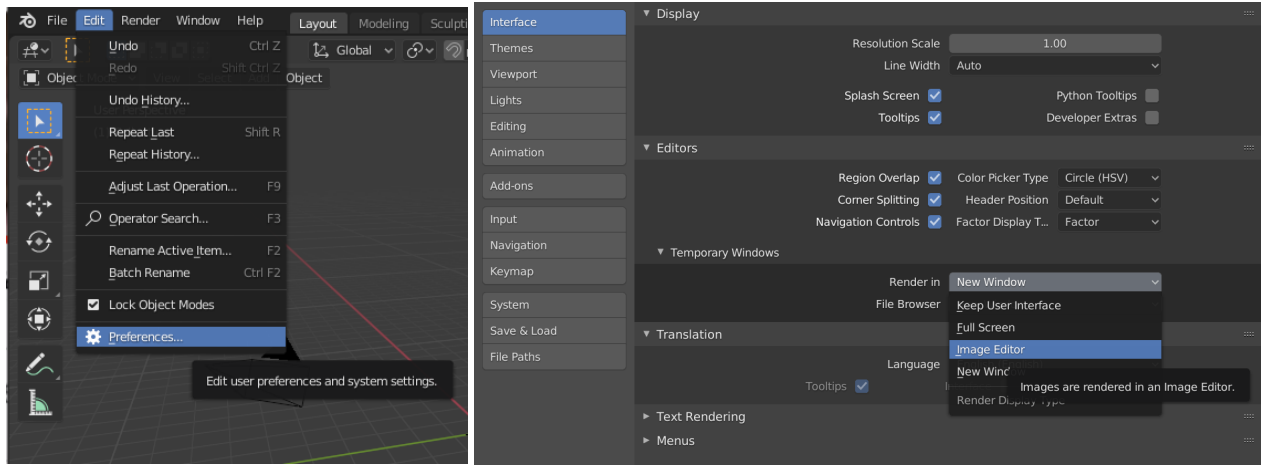 File Edit Render Window Help Layout Modeling Sculpti
Undo Ctrl Z
Global
Redo Shift Ctrl Z
Object
Undo History...
Repeat Last Shift R
Repeat History...
Adjust Last Operation... F9
Operator Search... F3
Rename Active Item... F2
Batch Rename Ctrl F2
Lock Object Modes
Preferences...
Edit user preferences and system settings.
Interface
Themes
Viewport
Lights
Editing
Animation
Add-ons
Input
Navigation
Keymap
System
Save & Load
File Paths
Display
Resolution Scale 1.00
Line Width Auto
Splash Screen Python Tooltips
Tooltips Developer Extras
Editors
Region Overlap Color Picker Type Circle (HSV)
Corner Splitting Header Position Default
Navigation Controls Factor Display T... Factor
Temporary Windows
Render in New Window
File Browser Keep User Interface
Full Screen
Translation
Image Editor
Language New Windo
Images are rendered in an Image Editor.
Tooltips
Render Display Type
Text Rendering
Menus